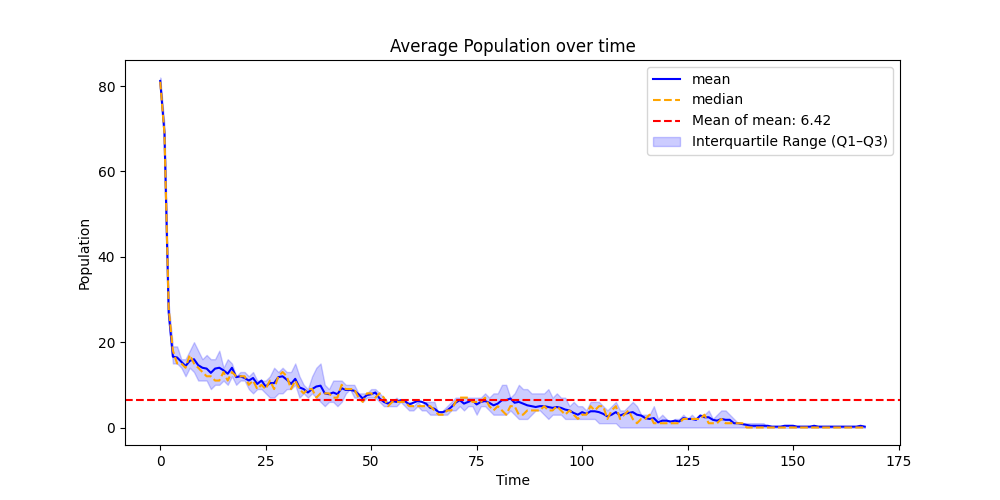 Average Population over time
mean
median
Mean of mean: 6.42
Interquartile Range (Q1–Q3)
Population
80
60
40
20
0
0 25 50 75 100 125 150 175
Time